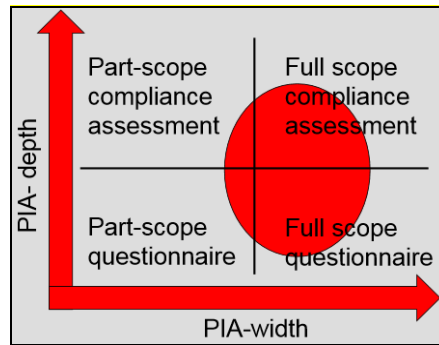 Part-scope
compliance
assessment
Full scope
compliance
assessment
PIA- depth
Part-scope
questionnaire
Full scope
questionnaire
PIA-width